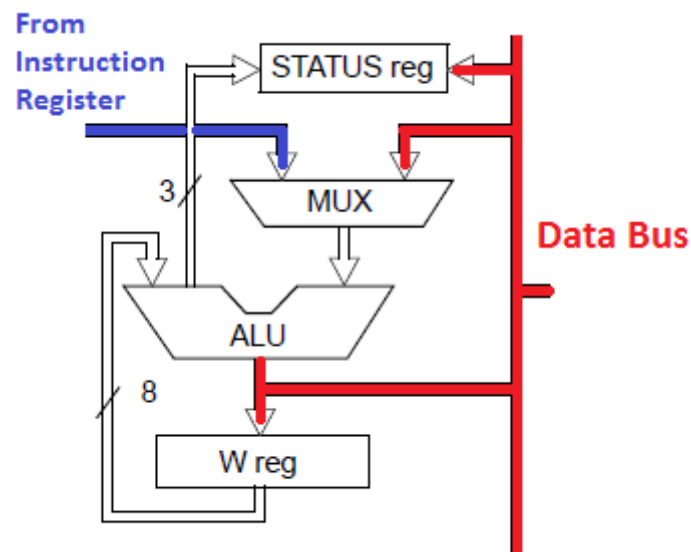 From
Instruction
Register
STATUS reg
3
MUX
Data Bus
ALU
8
W reg